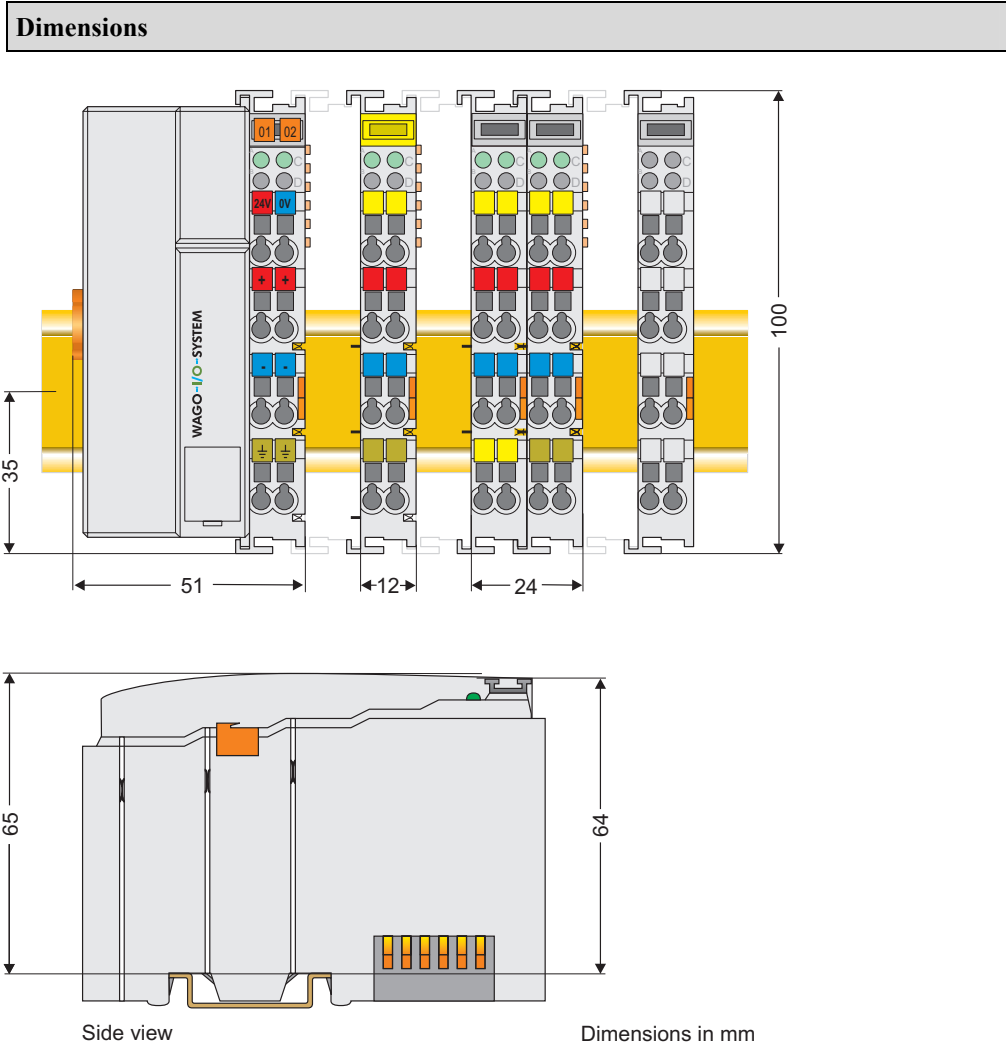 Dimensions
01 02
C C C C
D D D D
24V 0V
+ +
- -
WAGO-I/O-SYSTEM
100
35
51
12
24
65
64
Side view
Dimensions in mm